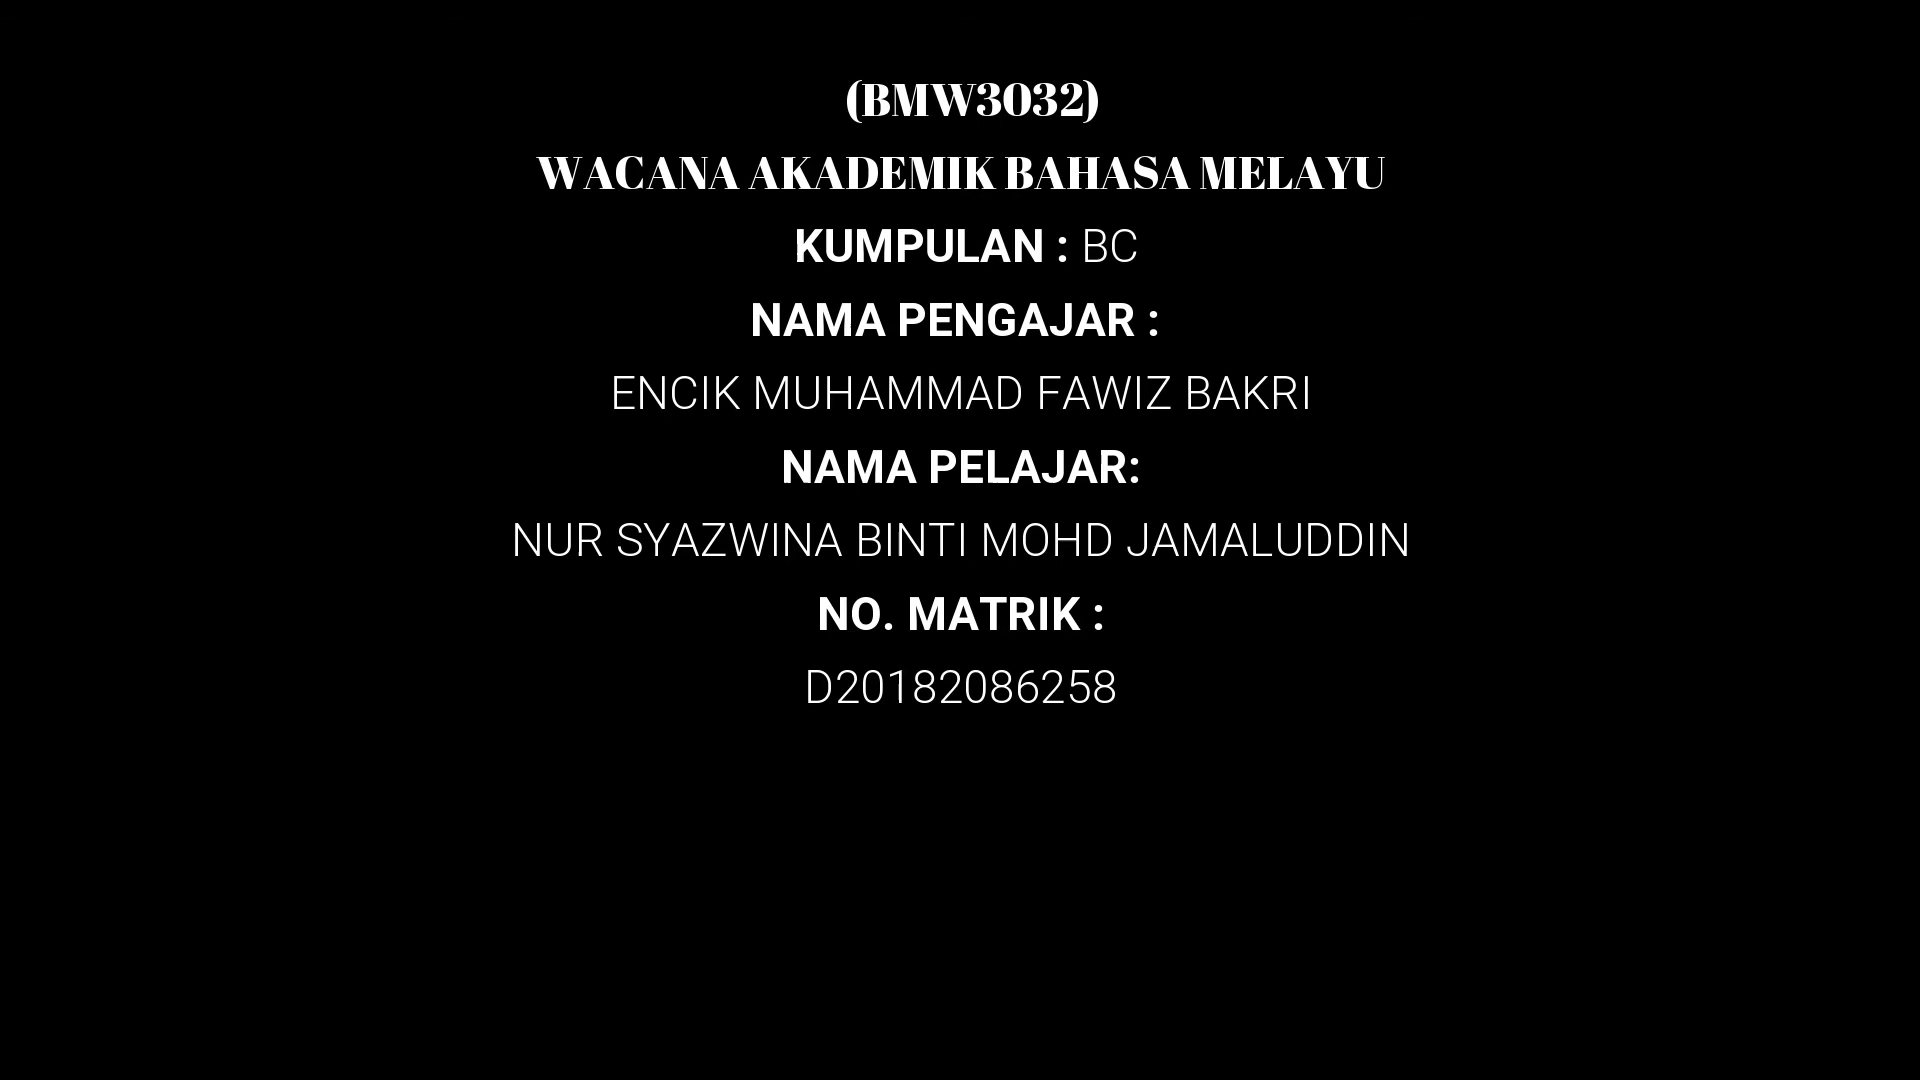 (BMW3032)
WACANA AKADEMIK BAHASA MELAYU
KUMPULAN : BC
NAMA PENGAJAR :
ENCIK MUHAMMAD FAWIZ BAKRI
NAMA PELAJAR:
NUR SYAZWINA BINTI MOHD JAMALUDDIN
NO. MATRIK :
D20182086258